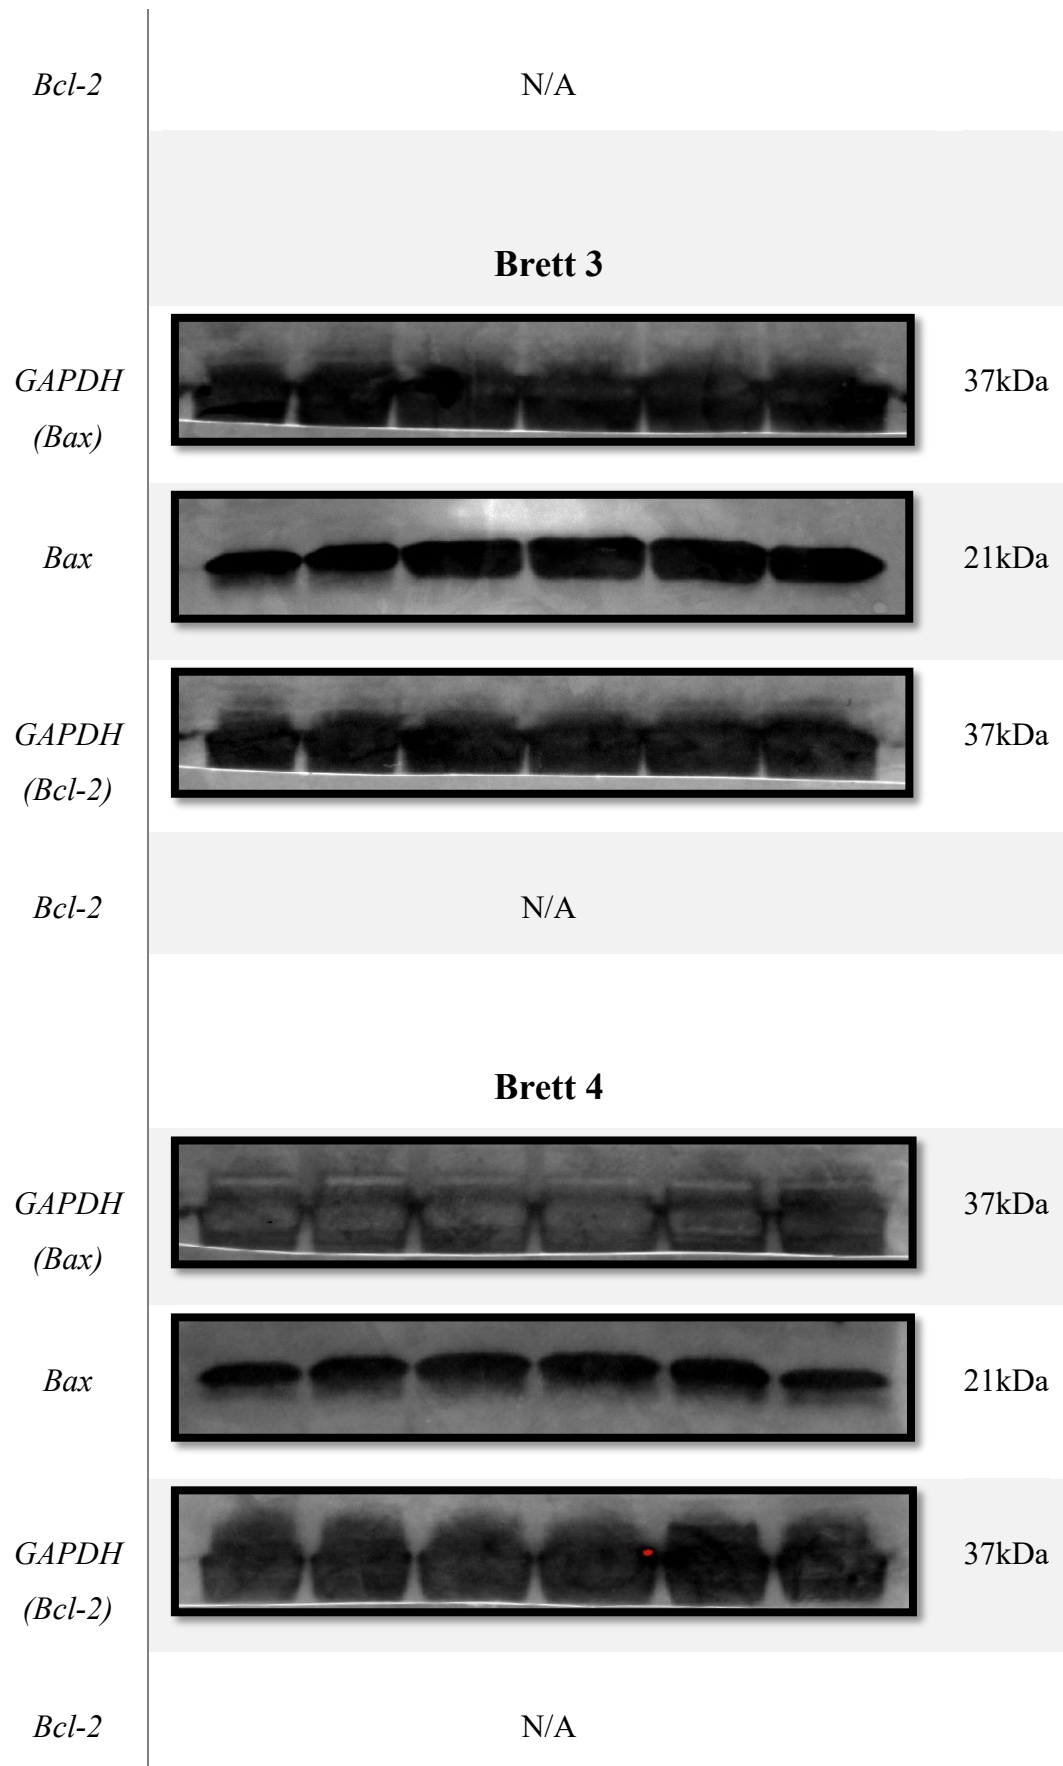 Bcl-2 N/A
Brett 3
GAPDH 37kDa
(Bax)
Bax 21kDa
GAPDH 37kDa
(Bcl-2)
Bcl-2 N/A
Brett 4
GAPDH 37kDa
(Bax)
Bax 21kDa
GAPDH 37kDa
(Bcl-2)
Bcl-2 N/A